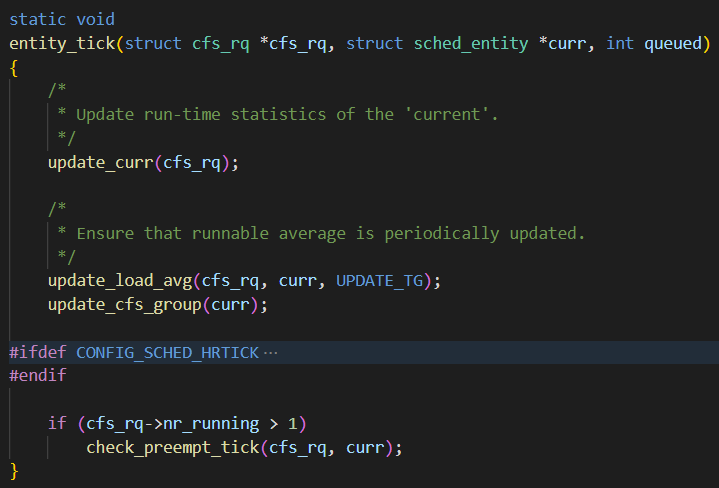 static void
entity_tick(struct cfs_rq *cfs_rq, struct sched_entity *curr, int queued)
{
    /*
     * Update run-time statistics of the 'current'.
     */
    update_curr(cfs_rq);

    /*
     * Ensure that runnable average is periodically updated.
     */
    update_load_avg(cfs_rq, curr, UPDATE_TG);
    update_cfs_group(curr);

#ifdef CONFIG_SCHED_HRTICK ···
#endif

    if (cfs_rq->nr_running > 1)
        check_preempt_tick(cfs_rq, curr);
}